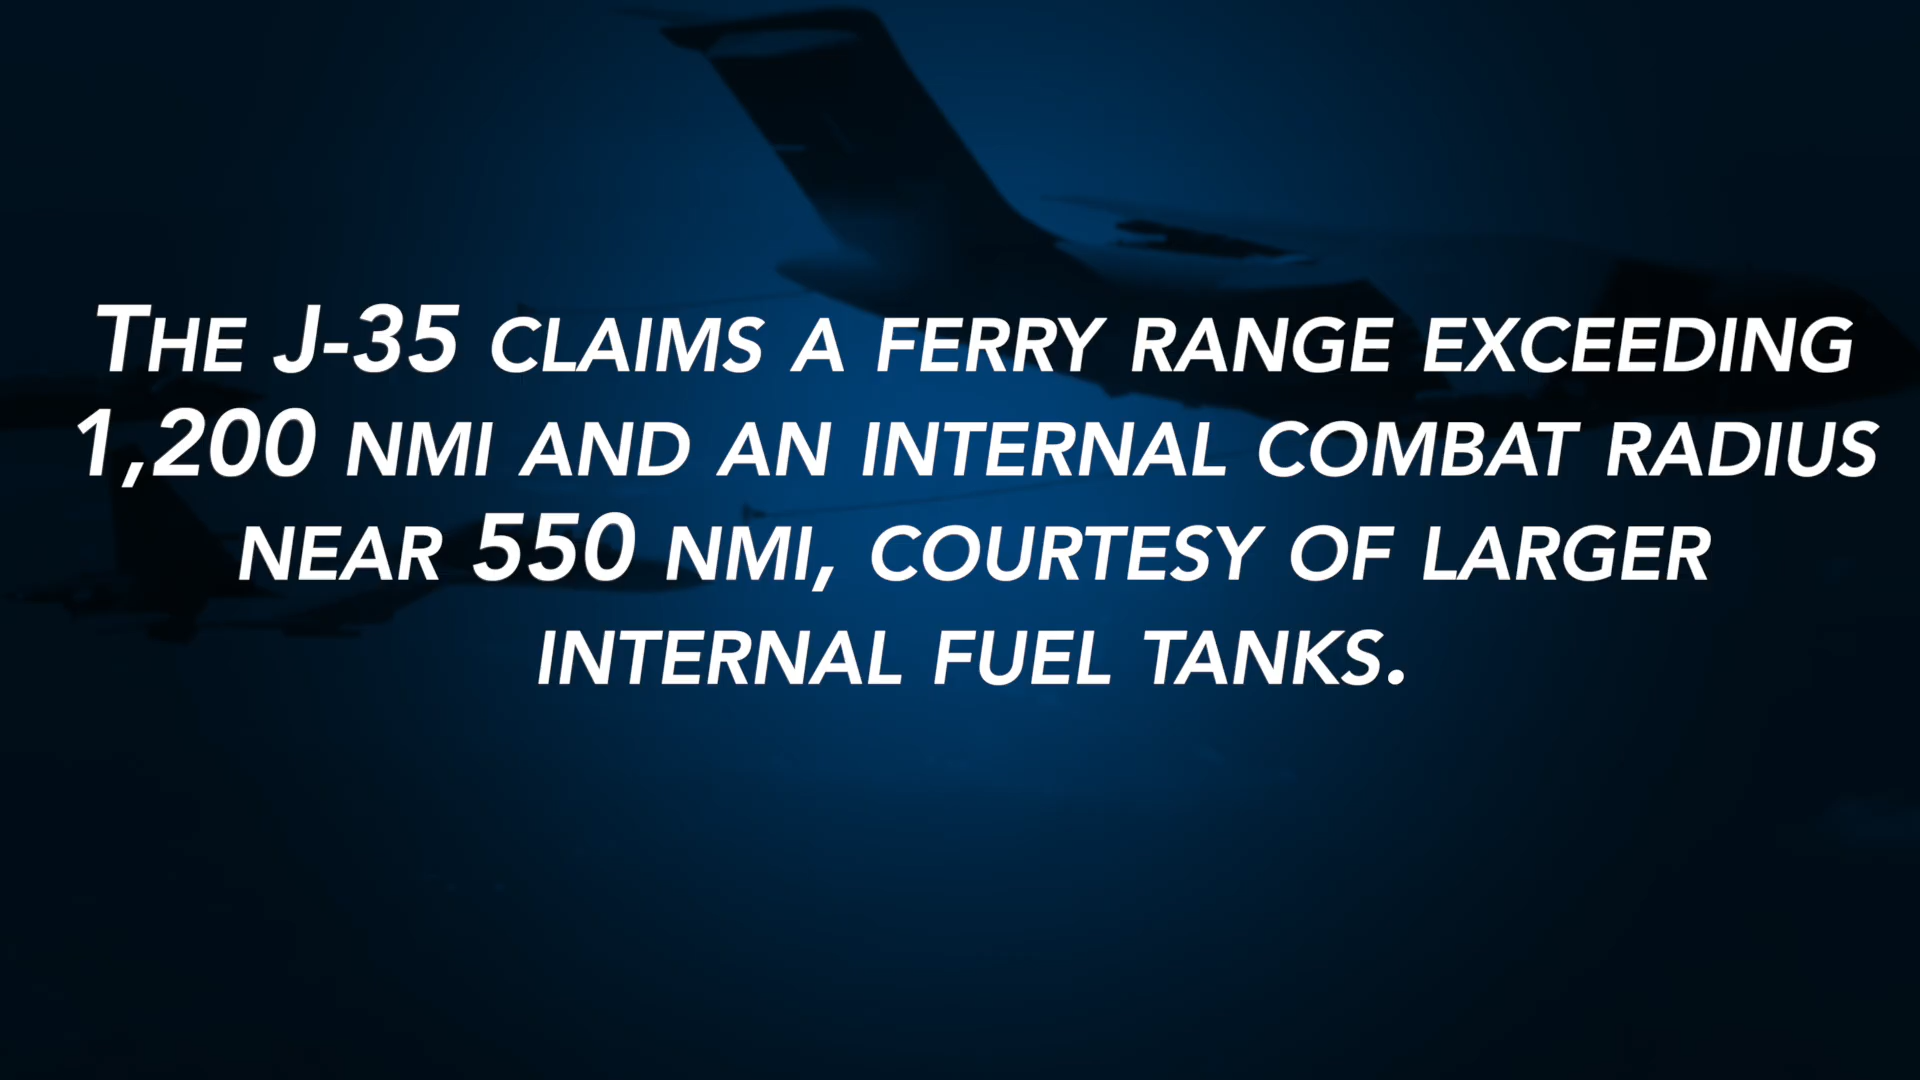 The J-35 claims a ferry range exceeding
1,200 nmi and an internal combat radius
near 550 nmi, courtesy of larger
internal fuel tanks.